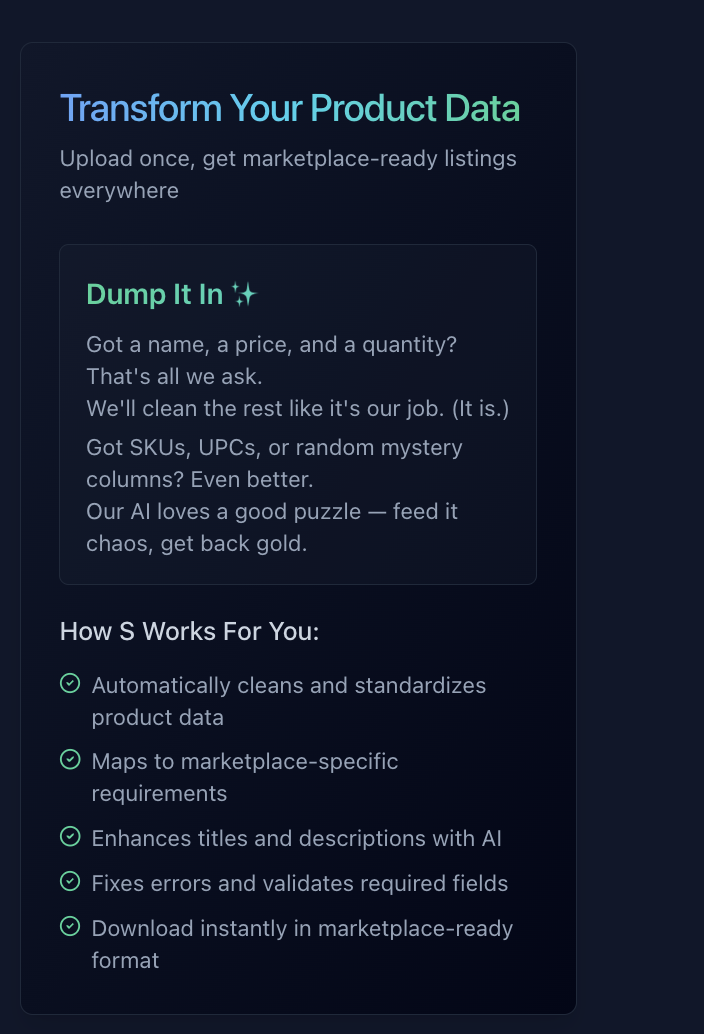 Transform Your Product Data
Upload once, get marketplace-ready listings
everywhere
Dump It In ✨
Got a name, a price, and a quantity?
That's all we ask.
We'll clean the rest like it's our job. (It is.)
Got SKUs, UPCs, or random mystery
columns? Even better.
Our AI loves a good puzzle — feed it
chaos, get back gold.
How S Works For You:
Automatically cleans and standardizes
product data
Maps to marketplace-specific
requirements
Enhances titles and descriptions with AI
Fixes errors and validates required fields
Download instantly in marketplace-ready
format